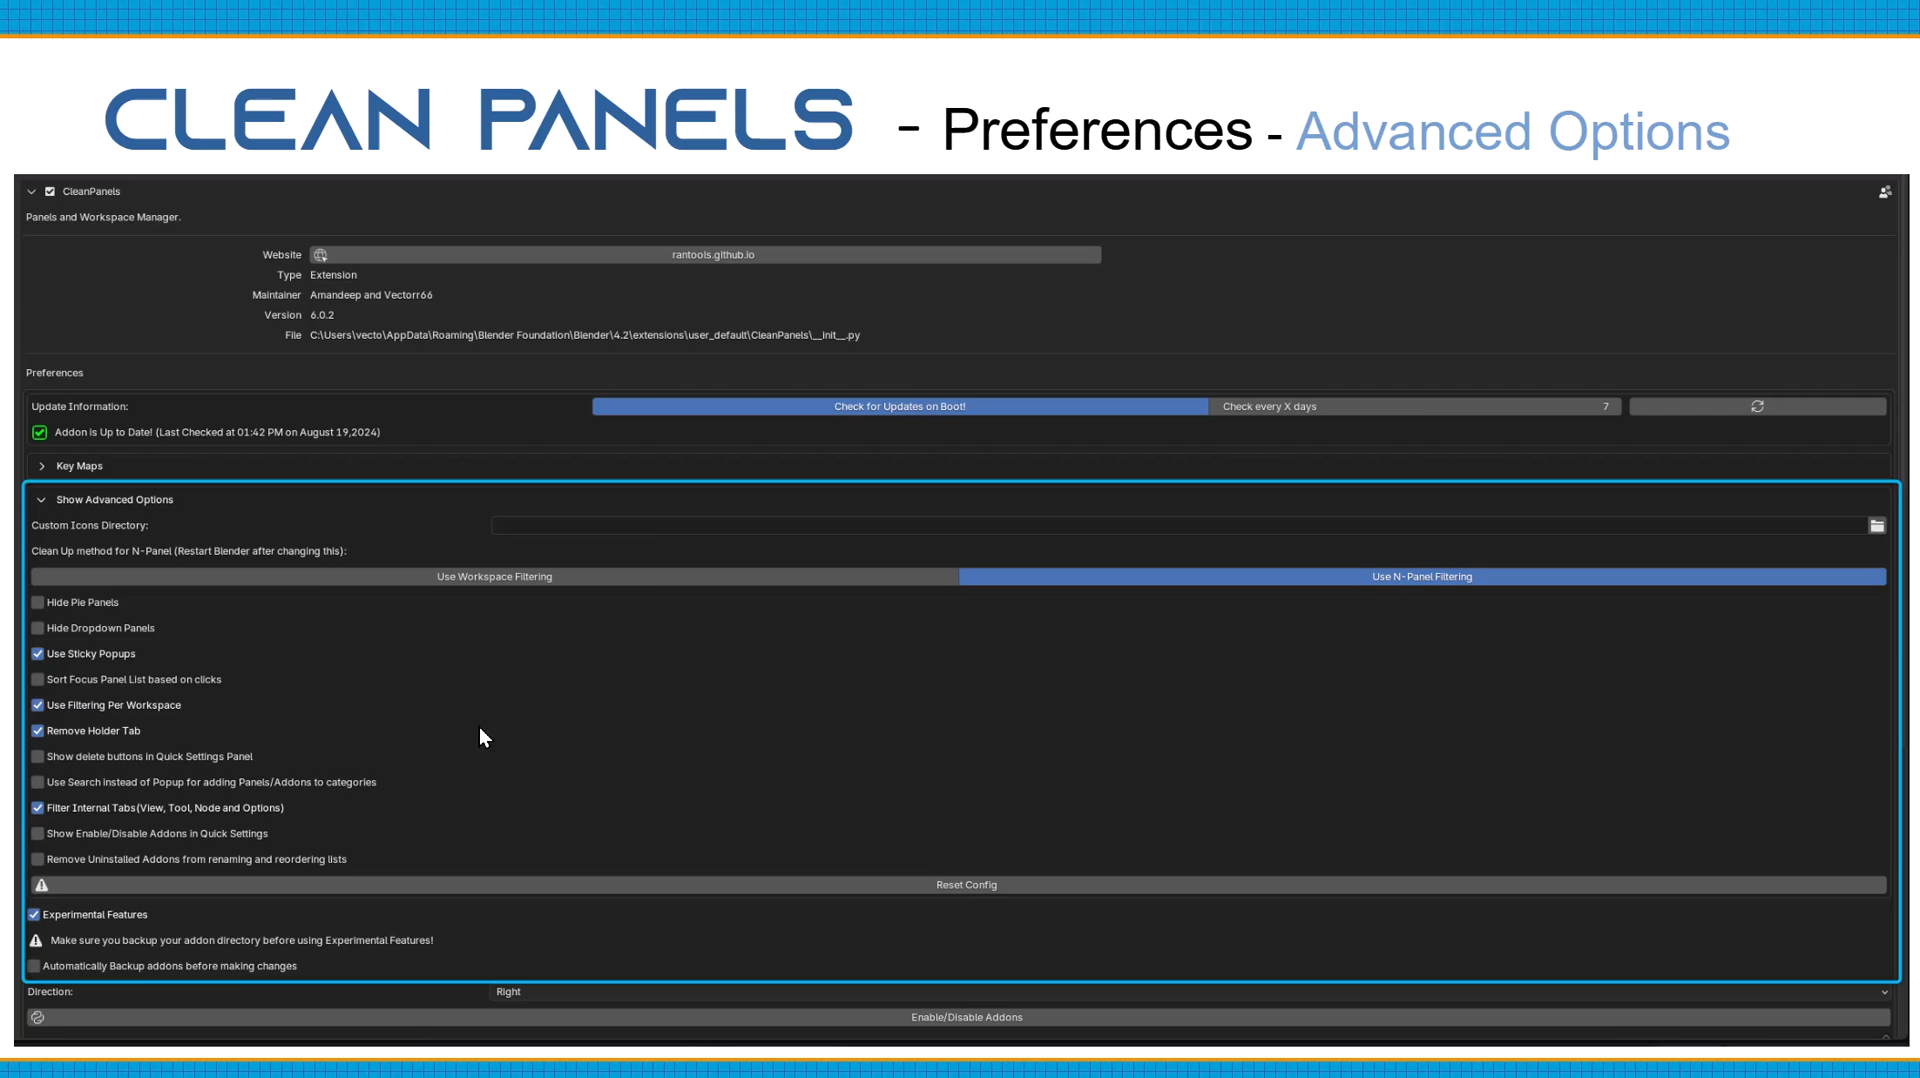 CLEAN PANELS - Preferences - Advanced Options
CleanPanels
Panels and Workspace Manager.
Website rantools.github.io
Type Extension
Maintainer Amandeep and Vectorr66
Version 6.0.2
File C:\Users\vecto\AppData\Roaming\Blender Foundation\Blender\4.2\extensions\user_default\CleanPanels\__init__.py
Preferences
Update Information: Check for Updates on Boot! Check every X days 7
Addon is Up to Date! (Last Checked at 01:42 PM on August 19,2024)
Key Maps
Show Advanced Options
Custom Icons Directory:
Clean Up method for N-Panel (Restart Blender after changing this):
Use Workspace Filtering Use N-Panel Filtering
Hide Pie Panels
Hide Dropdown Panels
Use Sticky Popups
Sort Focus Panel List based on clicks
Use Filtering Per Workspace
Remove Holder Tab
Show delete buttons in Quick Settings Panel
Use Search instead of Popup for adding Panels/Addons to categories
Filter Internal Tabs(View, Tool, Node and Options)
Show Enable/Disable Addons in Quick Settings
Remove Uninstalled Addons from renaming and reordering lists
Reset Config
Experimental Features
Make sure you backup your addon directory before using Experimental Features!
Automatically Backup addons before making changes
Direction: Right
Enable/Disable Addons